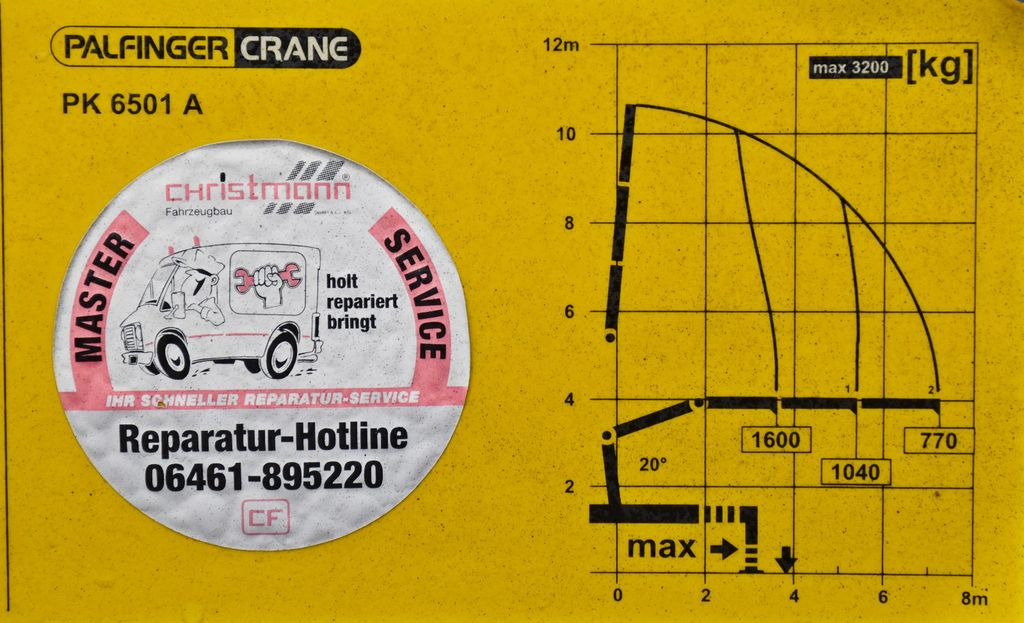 PALFINGER CRANE
PK 6501 A
christmann ®
Fahrzeugbau
MASTER
SERVICE
holt
repariert
bringt
IHR SCHNELLER REPARATUR-SERVICE
Reparatur-Hotline
06461-895220
CF
12m
max 3200 [kg]
10
8
6
4
2
1
2
1600
1040
770
20°
max
0 2 4 6 8m